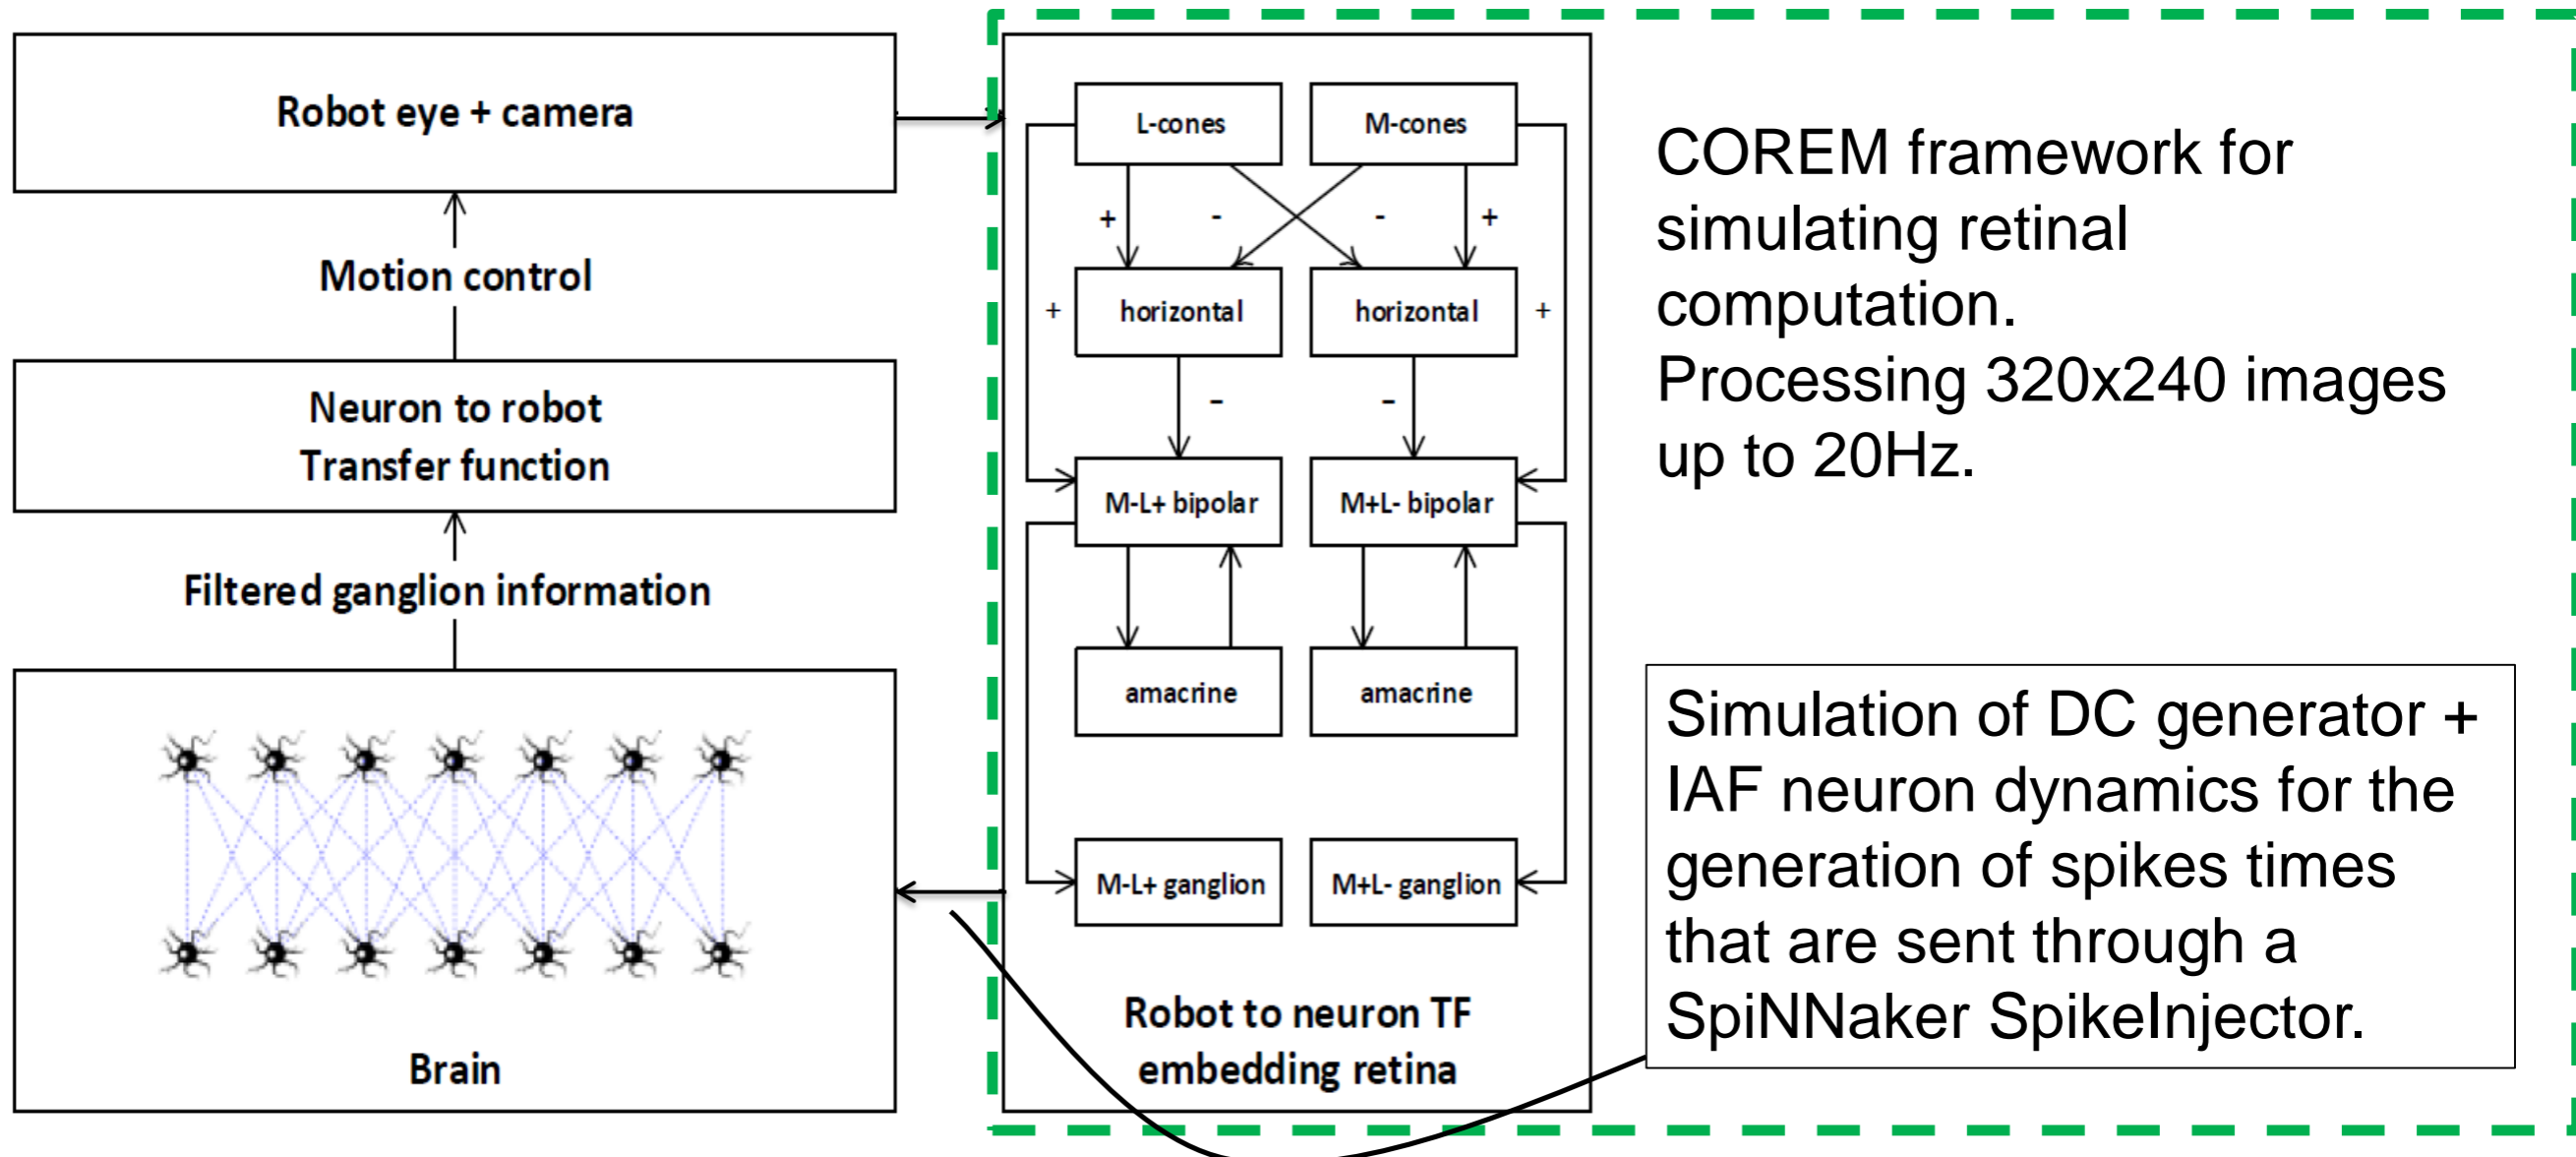 Robot eye + camera
Motion control
Neuron to robot
Transfer function
Filtered ganglion information
Brain
L-cones
M-cones
+
-
-
+
+
horizontal
horizontal
+
-
-
M-L+ bipolar
M+L- bipolar
amacrine
amacrine
M-L+ ganglion
M+L- ganglion
Robot to neuron TF
embedding retina
COREM framework for
simulating retinal
computation.
Processing 320x240 images
up to 20Hz.
Simulation of DC generator +
IAF neuron dynamics for the
generation of spikes times
that are sent through a
SpiNNaker SpikeInjector.